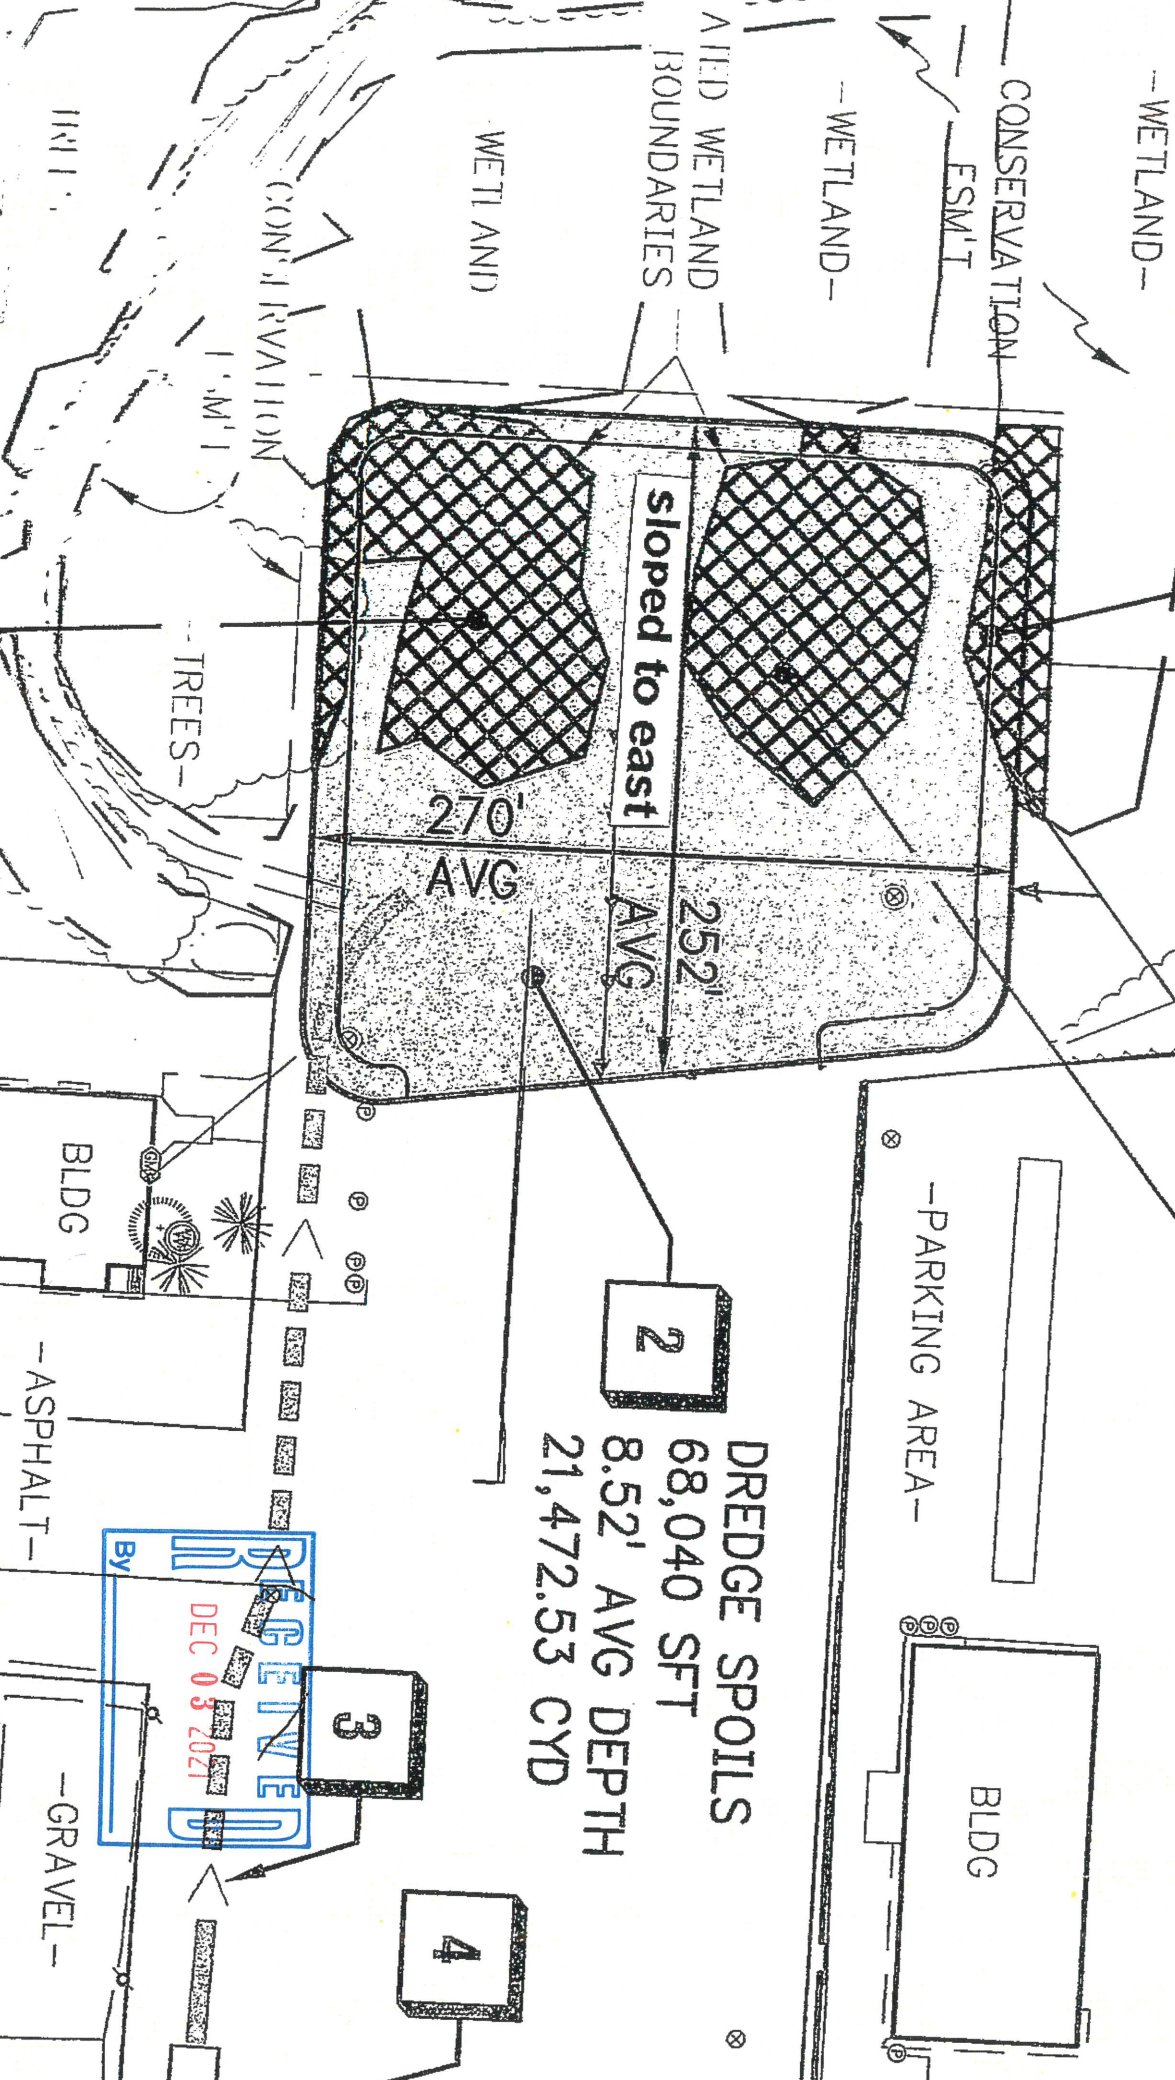 -WETLAND-
CONSERVATION
ESM'T
-WETLAND-
WETLAND
BOUNDARIES
WETLAND
ESM'T
-TREES-
sloped to east
270'
AVG
252'
AVG
2
DREDGE SPOILS
68,040 SFT
8.52' AVG DEPTH
21,472.53 CYD
-PARKING AREA-
BLDG
BLDG
-ASPHALT-
GM
P
P
P
P
P
P
P
P
RECEIVED
DEC 03 2021
By
3
4
-GRAVEL-